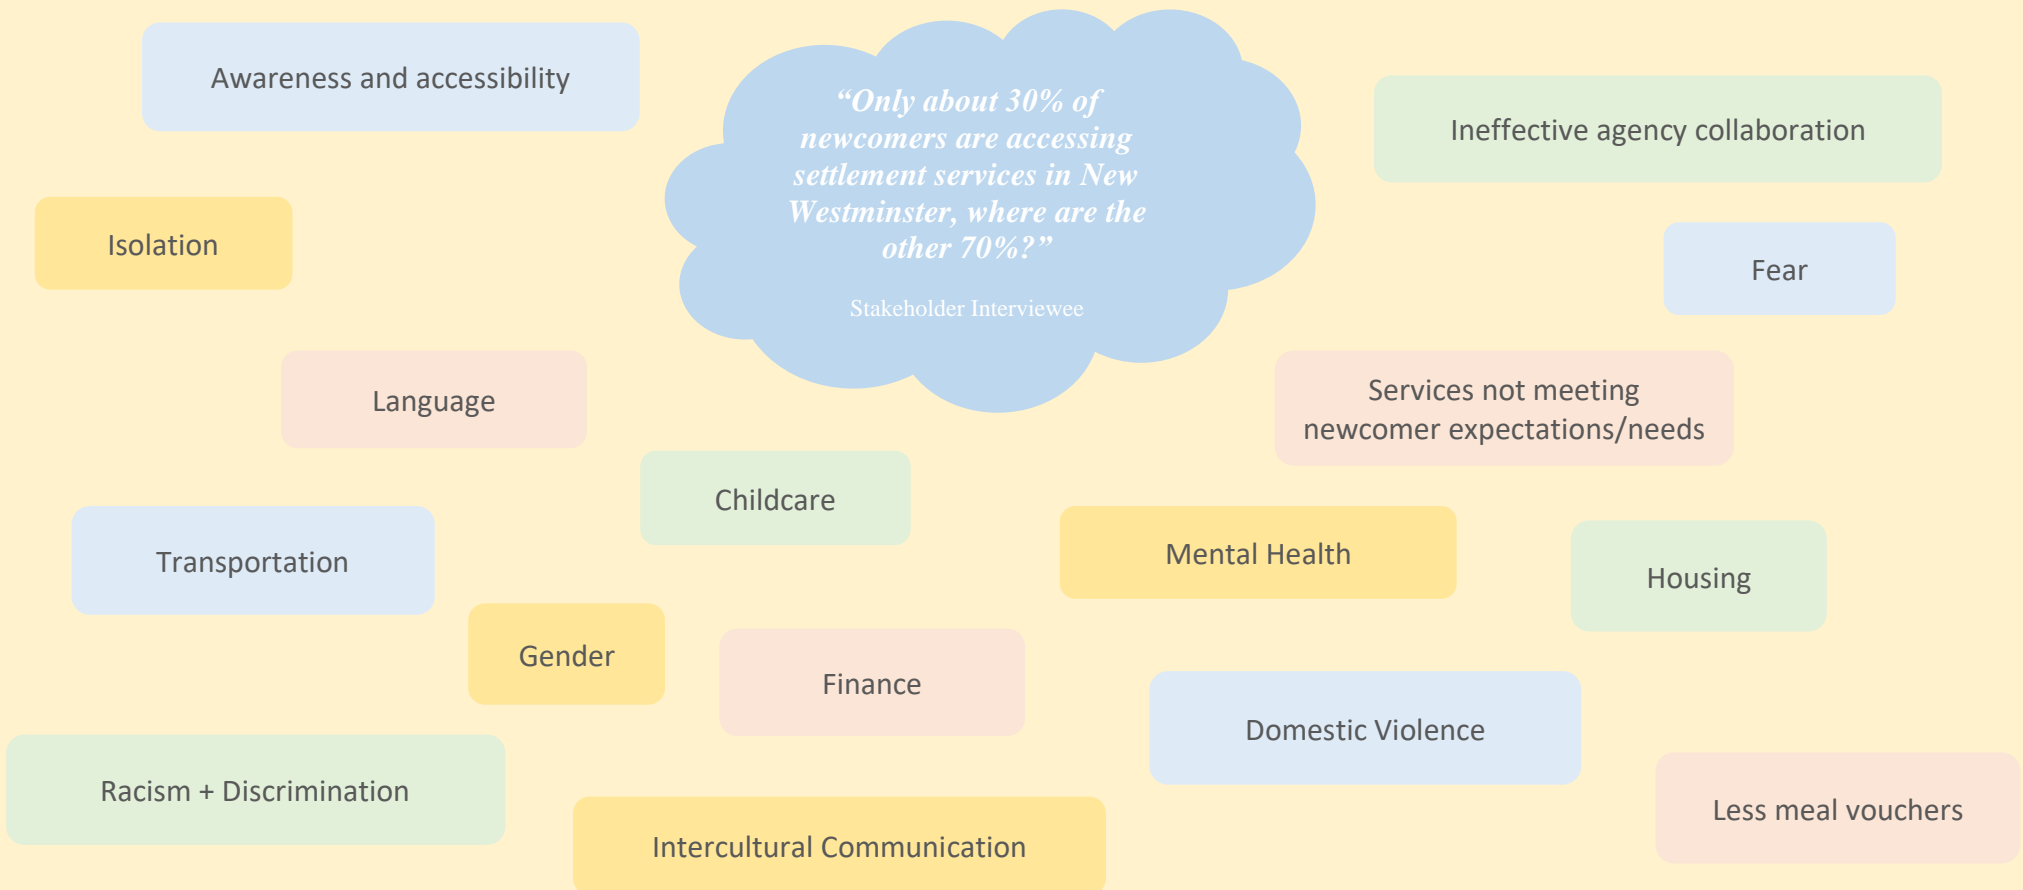 Awareness and accessibility
“Only about 30% of
newcomers are accessing
settlement services in New
Westminster, where are the
other 70%?”
Stakeholder Interviewee
Ineffective agency collaboration
Isolation
Fear
Language
Services not meeting
newcomer expectations/needs
Childcare
Transportation
Mental Health
Housing
Gender
Finance
Domestic Violence
Racism + Discrimination
Less meal vouchers
Intercultural Communication